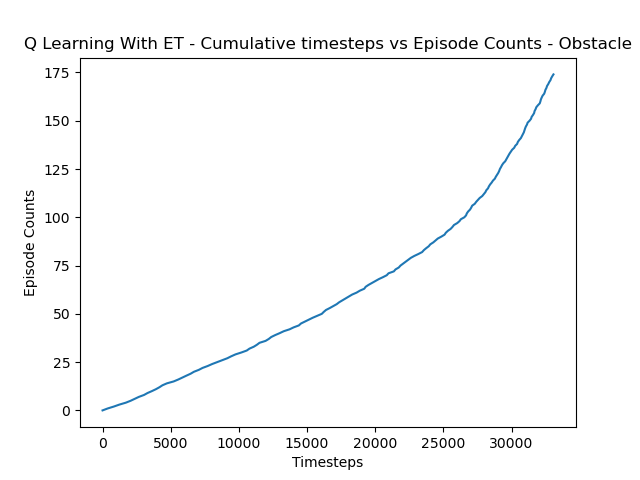 Q Learning With ET - Cumulative timesteps vs Episode Counts - Obstacle
175
150
125
100
75
50
25
0
Episode Counts
0 5000 10000 15000 20000 25000 30000
Timesteps